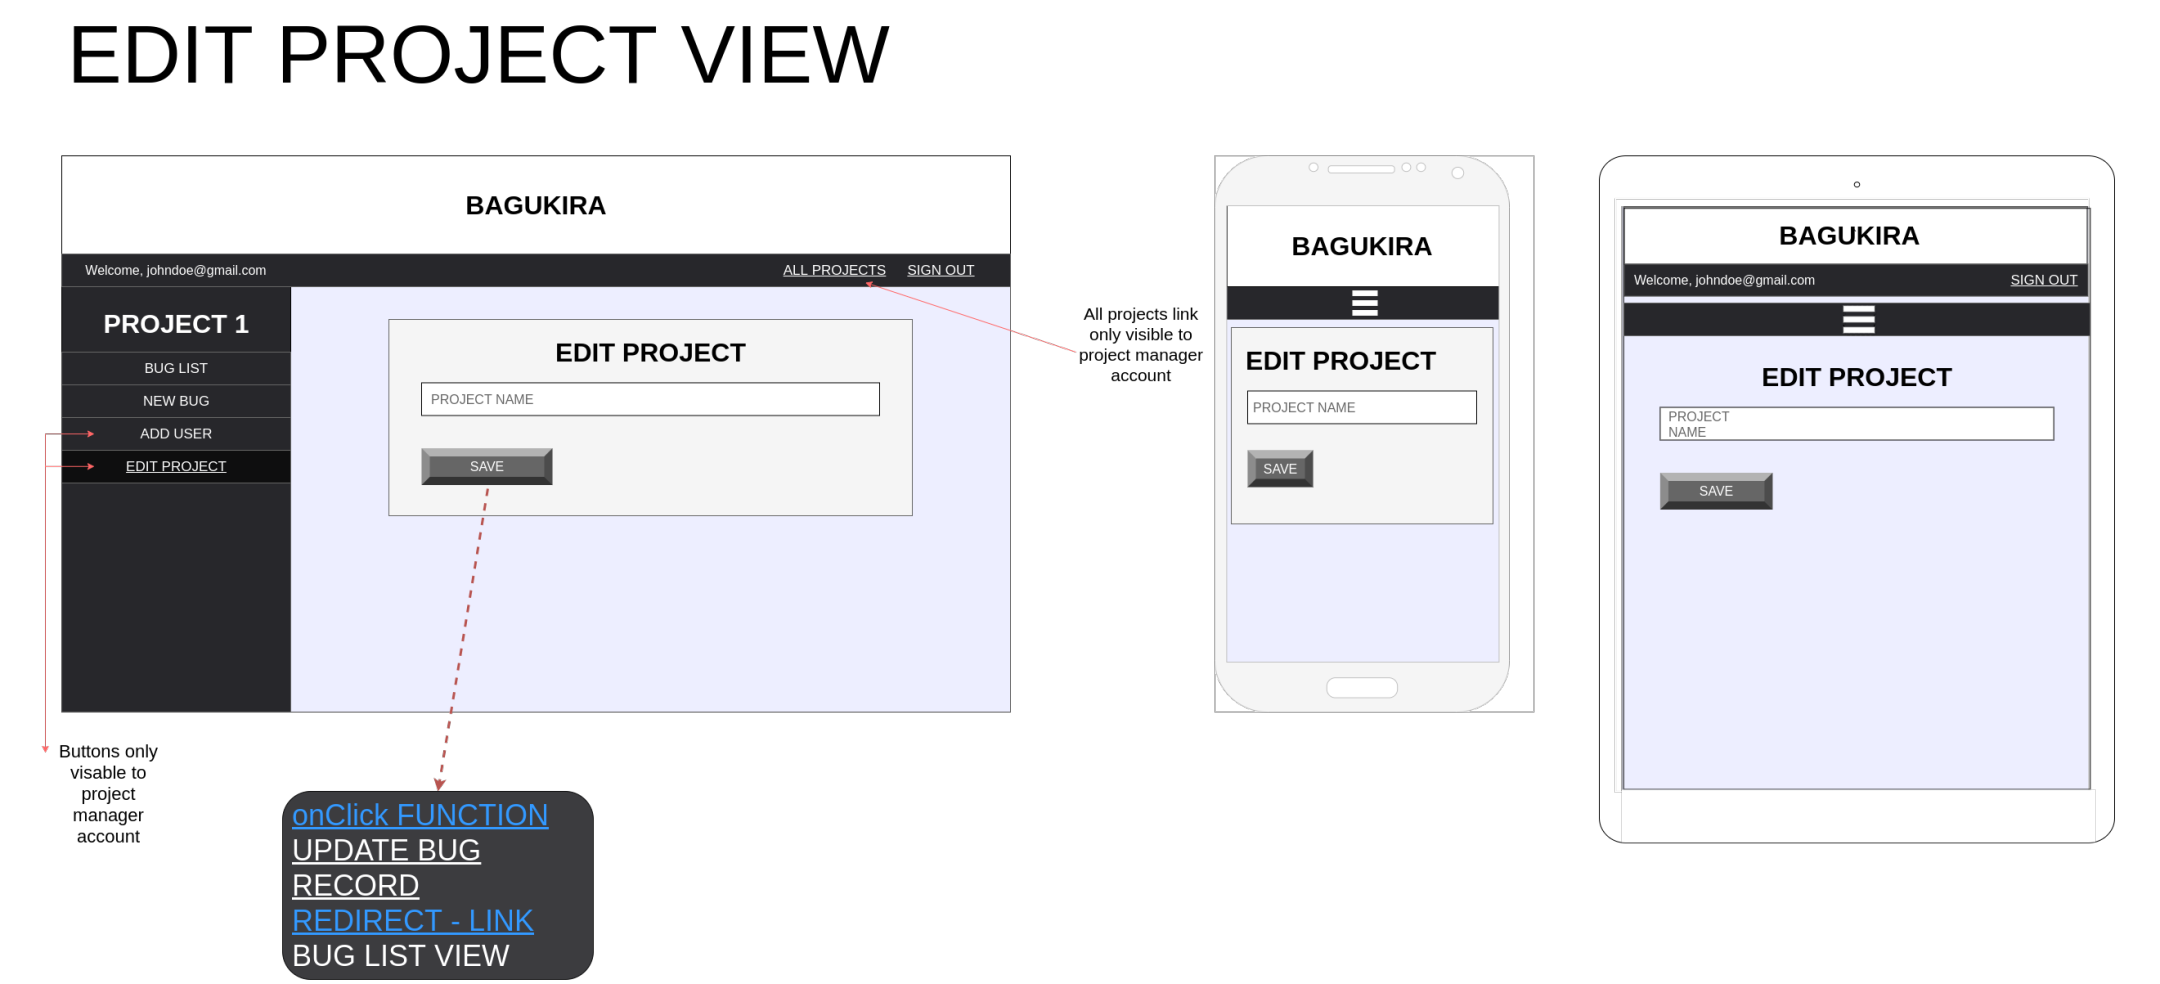 EDIT PROJECT VIEW
BAGUKIRA
Welcome, johndoe@gmail.com
ALL PROJECTS
SIGN OUT
PROJECT 1
BUG LIST
NEW BUG
ADD USER
EDIT PROJECT
EDIT PROJECT
PROJECT NAME
SAVE
All projects link
only visible to
project manager
account
Buttons only
visable to
project
manager
account
onClick FUNCTION
UPDATE BUG
RECORD
REDIRECT - LINK
BUG LIST VIEW
BAGUKIRA
EDIT PROJECT
PROJECT NAME
SAVE
BAGUKIRA
Welcome, johndoe@gmail.com
SIGN OUT
EDIT PROJECT
PROJECT
NAME
SAVE